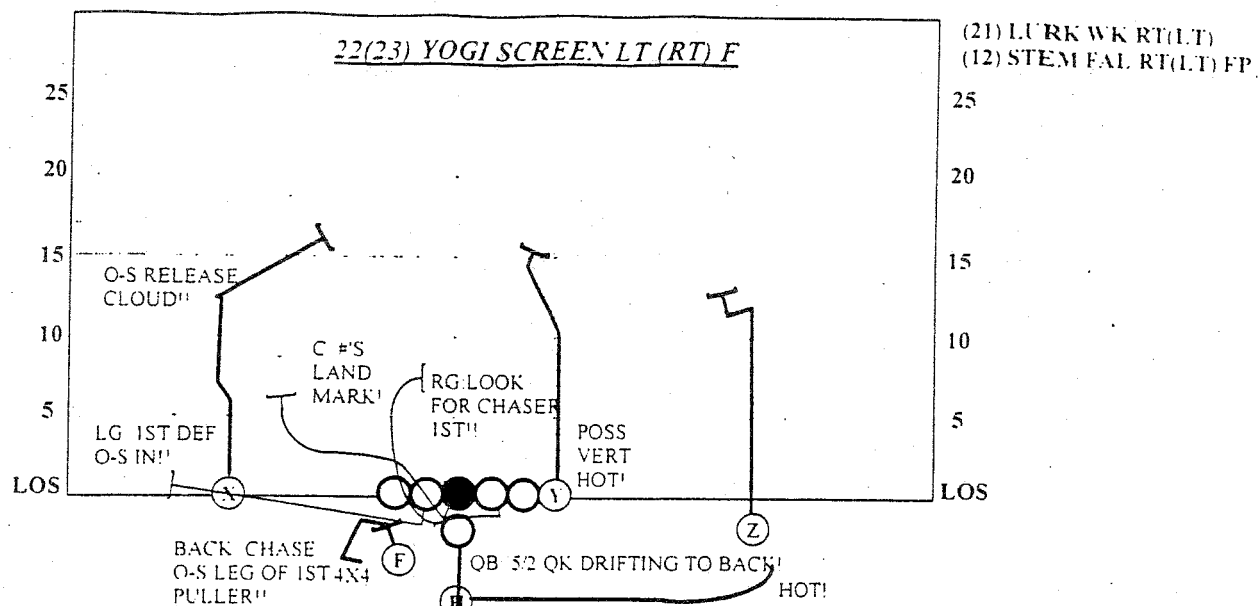 22(23) YOGI SCREEN LT (RT) F
(21) LURK WK RT(LT)
(12) STEM FAL RT(LT) FP
25
25
20
20
15
15
O-S RELEASE
CLOUD!!
10
10
C #'S
LAND
MARK!
RG:LOOK
FOR CHASER
1ST!!
5
5
LG 1ST DEF
O-S IN!!
POSS
VERT
HOT!
LOS
LOS
X
Y
Z
F
BACK CHASE
O-S LEG OF 1ST 4X4
PULLER!!
QB 5/2 QK DRIFTING TO BACK!
HOT!
H